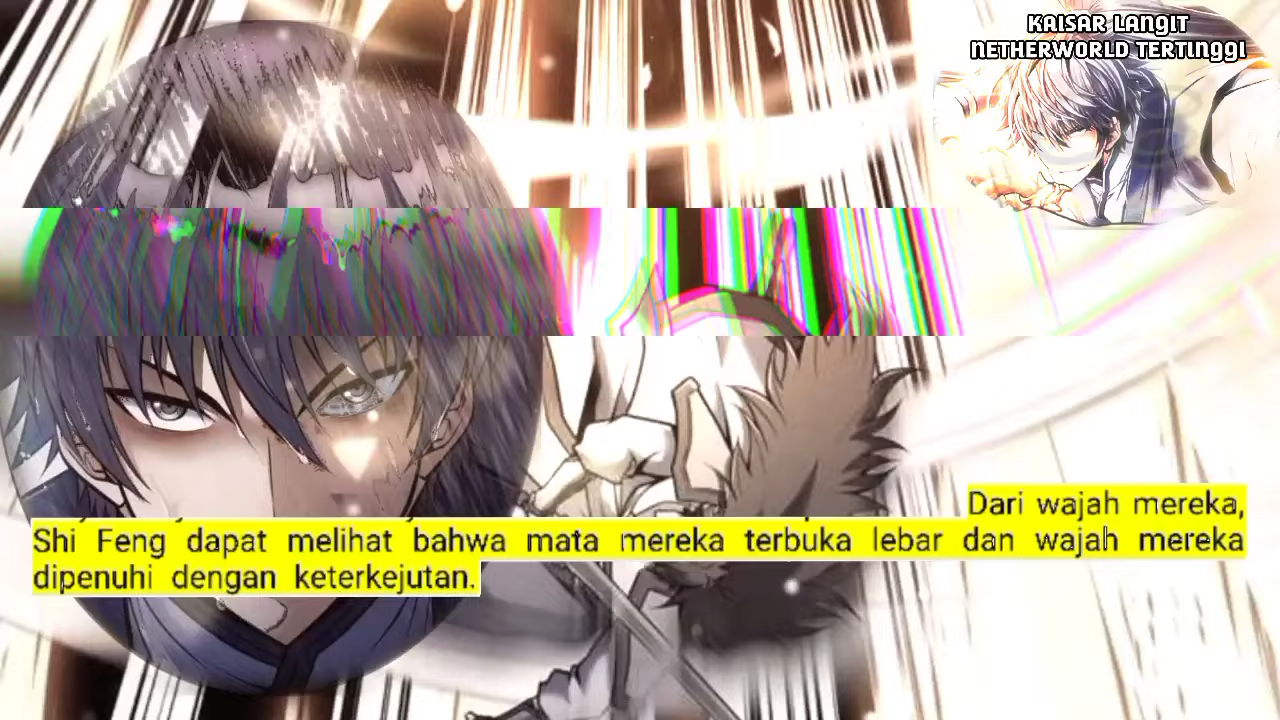 KAISAR LANGIT
NETHERWORLD TERTINGGI
Dari wajah mereka,
Shi Feng dapat melihat bahwa mata mereka terbuka lebar dan wajah mereka
dipenuhi dengan keterkejutan.